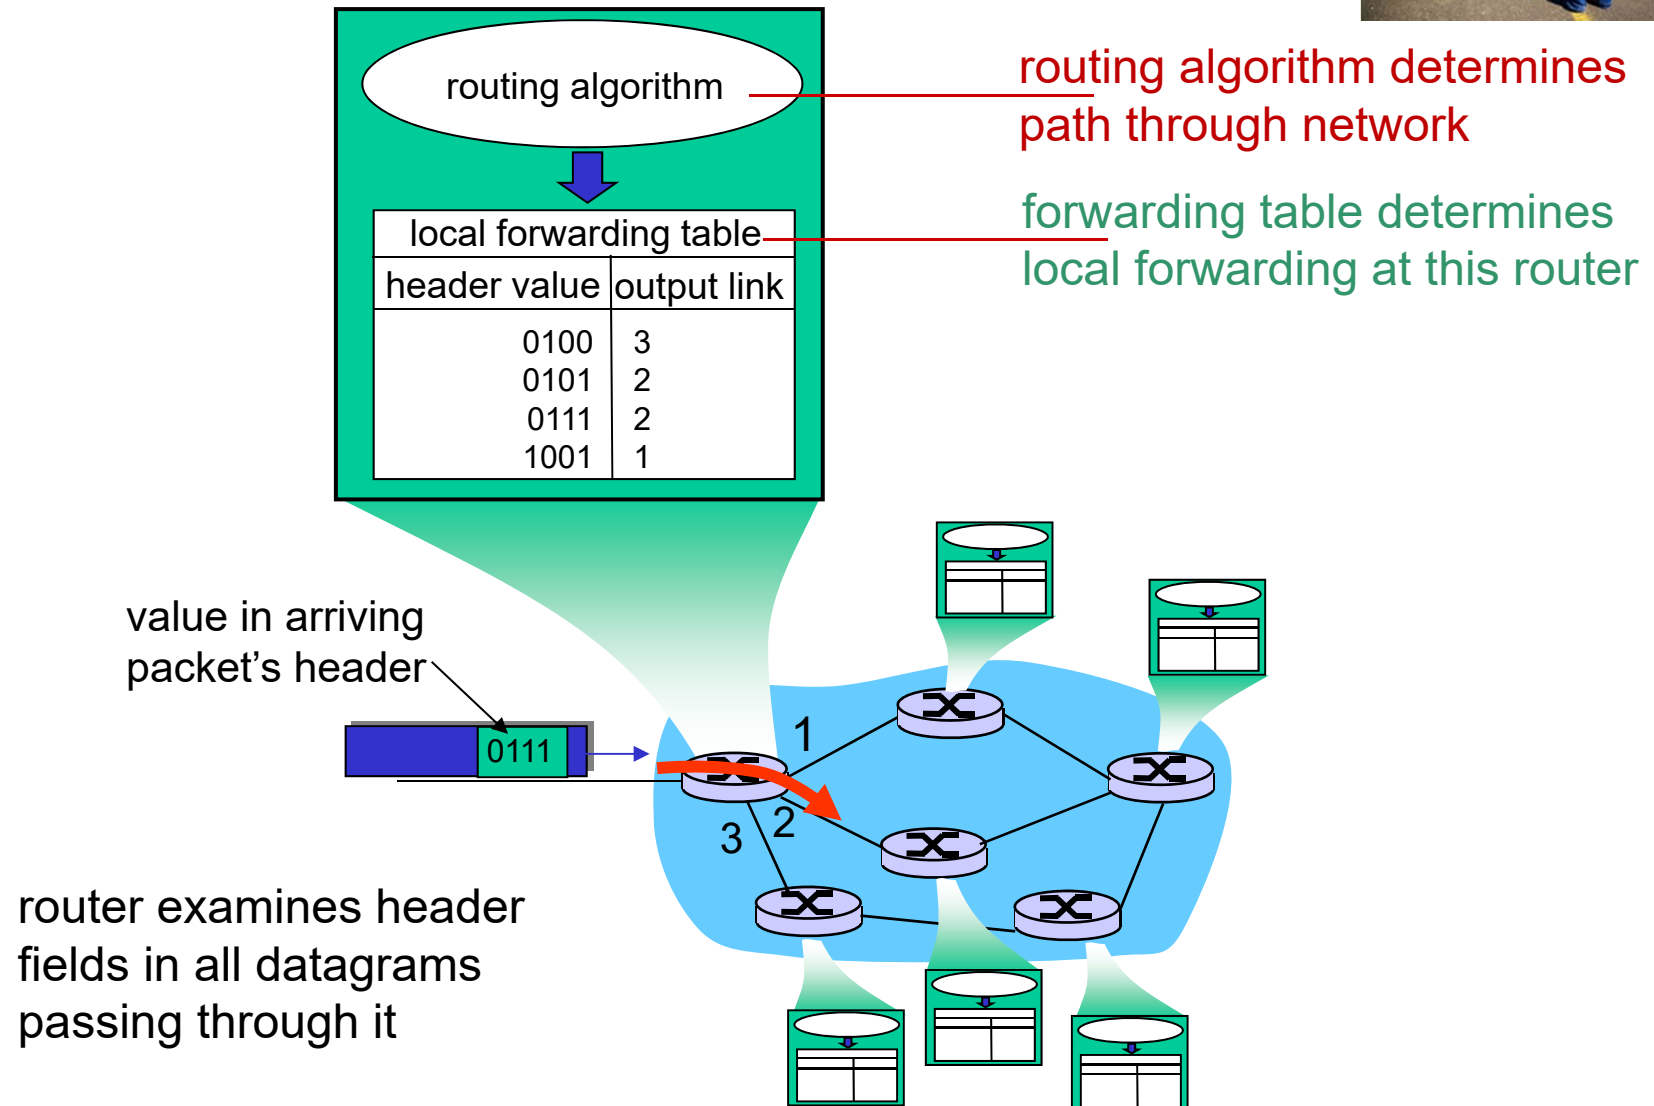 routing algorithm
routing algorithm determines
path through network
local forwarding table
forwarding table determines
local forwarding at this router
header value output link
0100 3
0101 2
0111 2
1001 1
value in arriving
packet's header
0111
1
2
3
router examines header
fields in all datagrams
passing through it